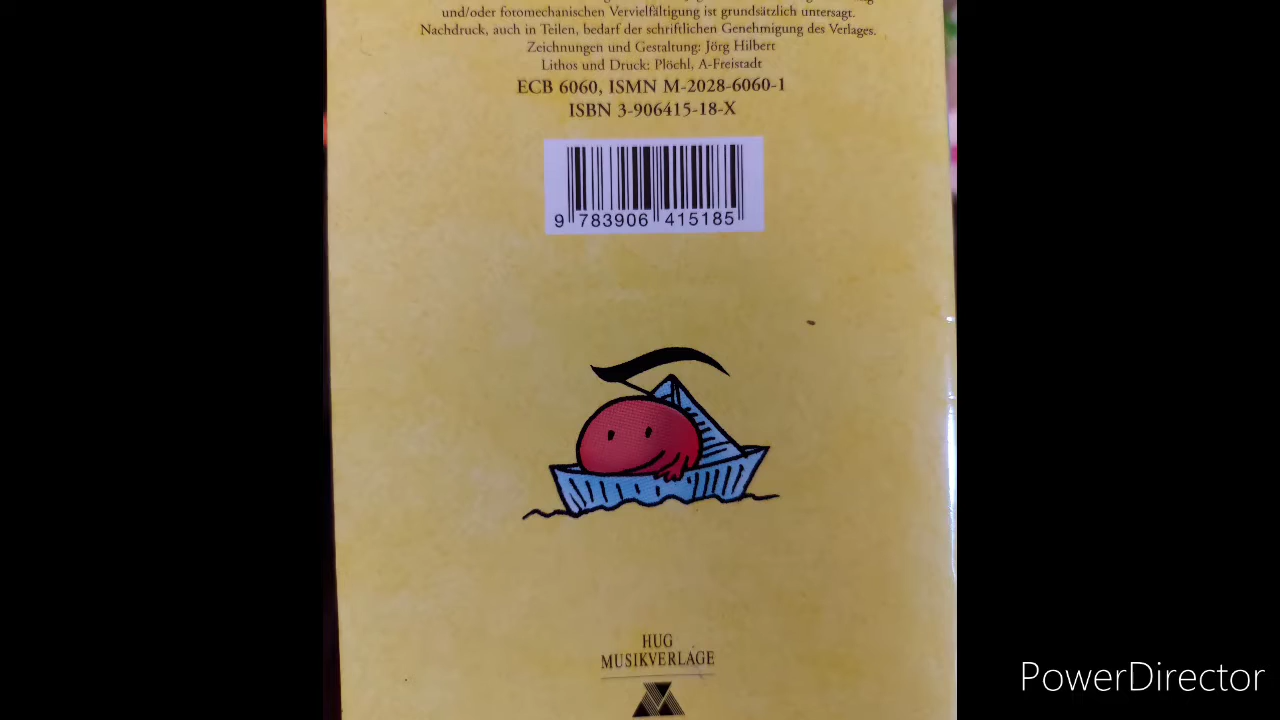 und/oder fotomechanischen Vervielfältigung ist grundsätzlich untersagt.
Nachdruck, auch in Teilen, bedarf der schriftlichen Genehmigung des Verlages.
Zeichnungen und Gestaltung: Jörg Hilbert
Lithos und Druck: Plöchl, A-Freistadt
ECB 6060, ISMN M-2028-6060-1
ISBN 3-906415-18-X
9 783906 415185
HUG
MUSIKVERLAGE
PowerDirector